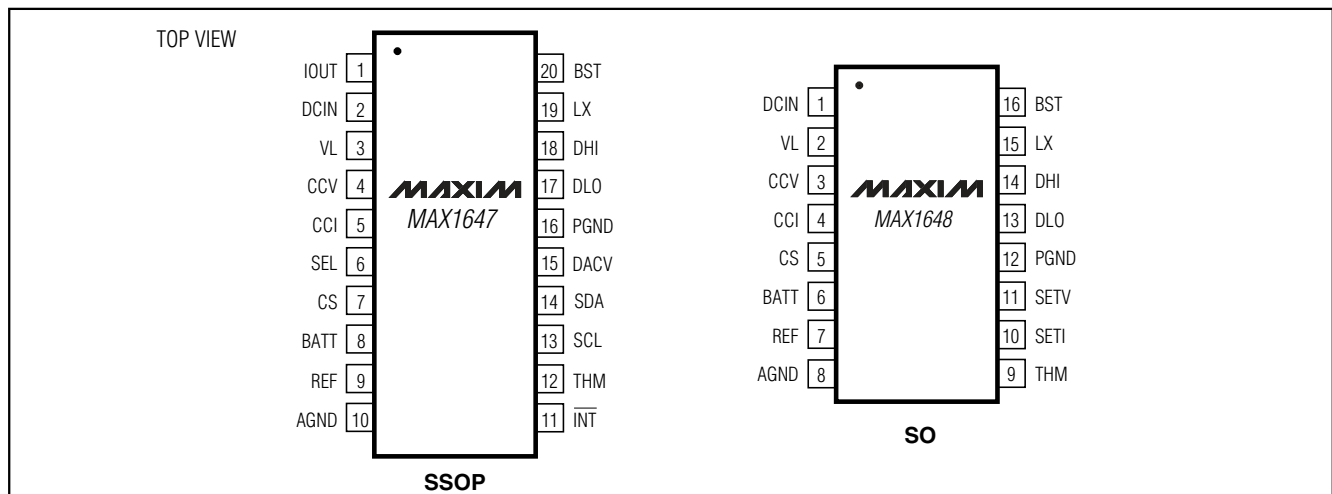 TOP VIEW
IOUT 1
DCIN 2
VL 3
CCV 4
CCI 5
SEL 6
CS 7
BATT 8
REF 9
AGND 10
MAXIM
MAX1647
20 BST
19 LX
18 DHI
17 DLO
16 PGND
15 DACV
14 SDA
13 SCL
12 THM
11 INT
SSOP
DCIN 1
VL 2
CCV 3
CCI 4
CS 5
BATT 6
REF 7
AGND 8
MAXIM
MAX1648
16 BST
15 LX
14 DHI
13 DLO
12 PGND
11 SETV
10 SETI
9 THM
SO